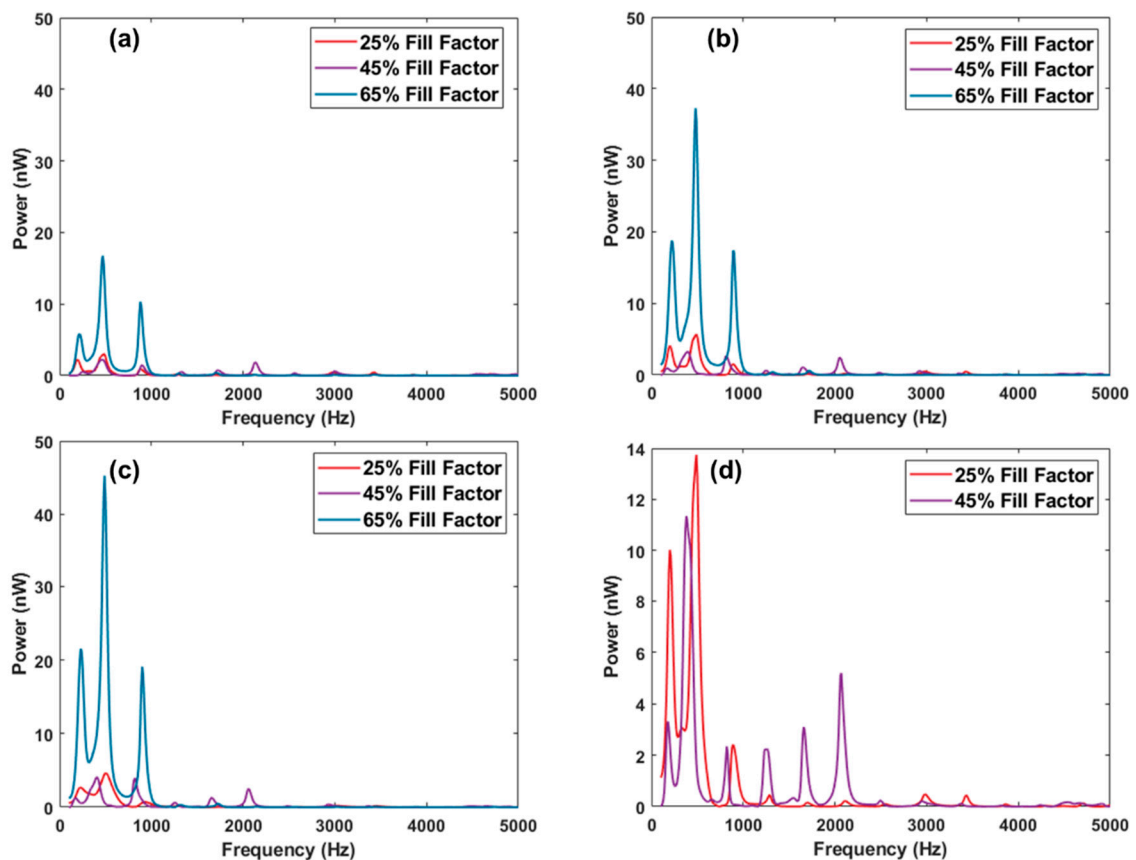 (a)
25% Fill Factor
45% Fill Factor
65% Fill Factor
Power (nW)
50
40
30
20
10
0
0 1000 2000 3000 4000 5000
Frequency (Hz)
(b)
25% Fill Factor
45% Fill Factor
65% Fill Factor
Power (nW)
50
40
30
20
10
0
0 1000 2000 3000 4000 5000
Frequency (Hz)
(c)
25% Fill Factor
45% Fill Factor
65% Fill Factor
Power (nW)
50
40
30
20
10
0
0 1000 2000 3000 4000 5000
Frequency (Hz)
(d)
25% Fill Factor
45% Fill Factor
Power (nW)
14
12
10
8
6
4
2
0
0 1000 2000 3000 4000 5000
Frequency (Hz)